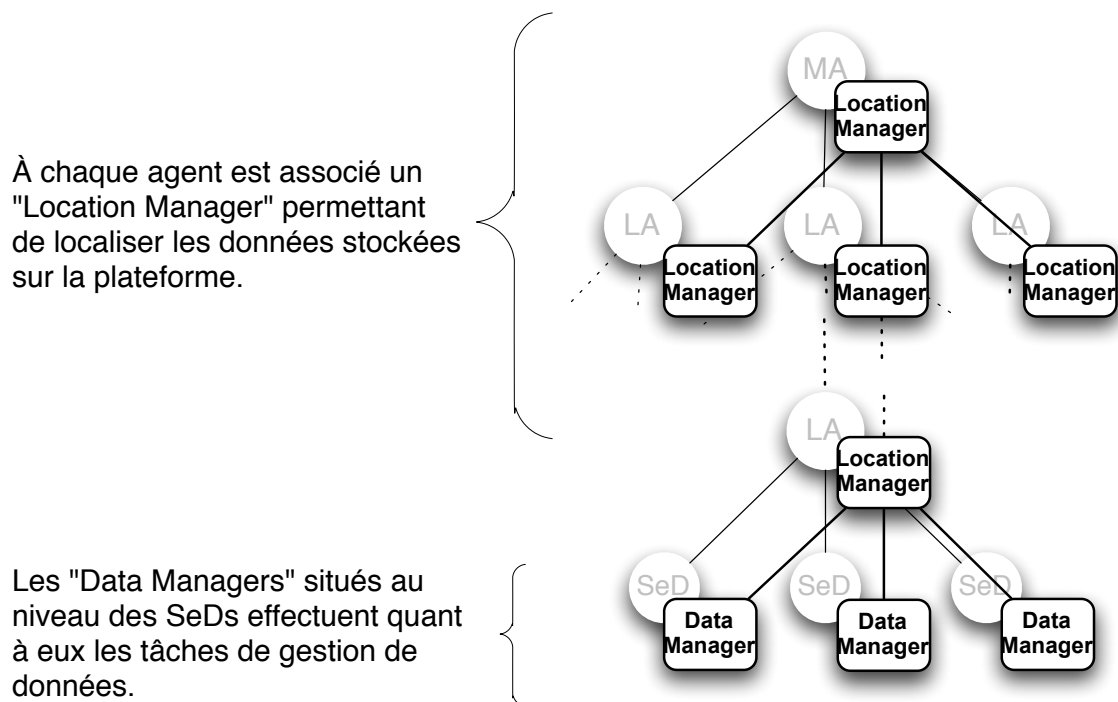 MA
Location
Manager
À chaque agent est associé un
"Location Manager" permettant
de localiser les données stockées
sur la plateforme.
LA
LA
LA
Location
Manager
Location
Manager
Location
Manager
LA
Location
Manager
Les "Data Managers" situés au
niveau des SeDs effectuent quant
à eux les tâches de gestion de
données.
SeD
SeD
SeD
Data
Manager
Data
Manager
Data
Manager